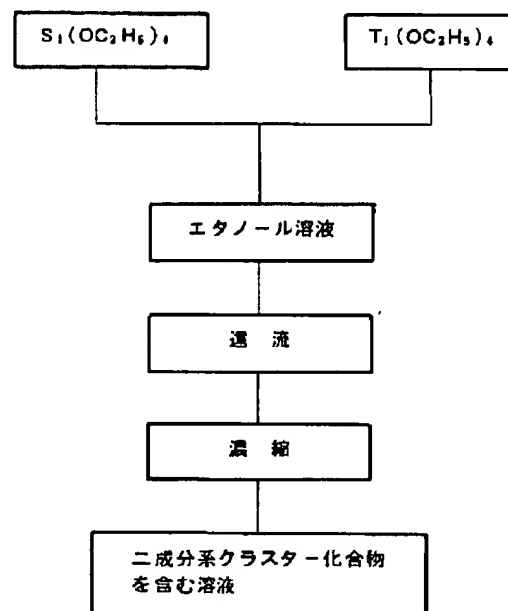 Si(OC₂H₅)₄
Ti(OC₂H₅)₄
エタノール溶液
還 流
濃 縮
二成分系クラスター化合物
を含む溶液